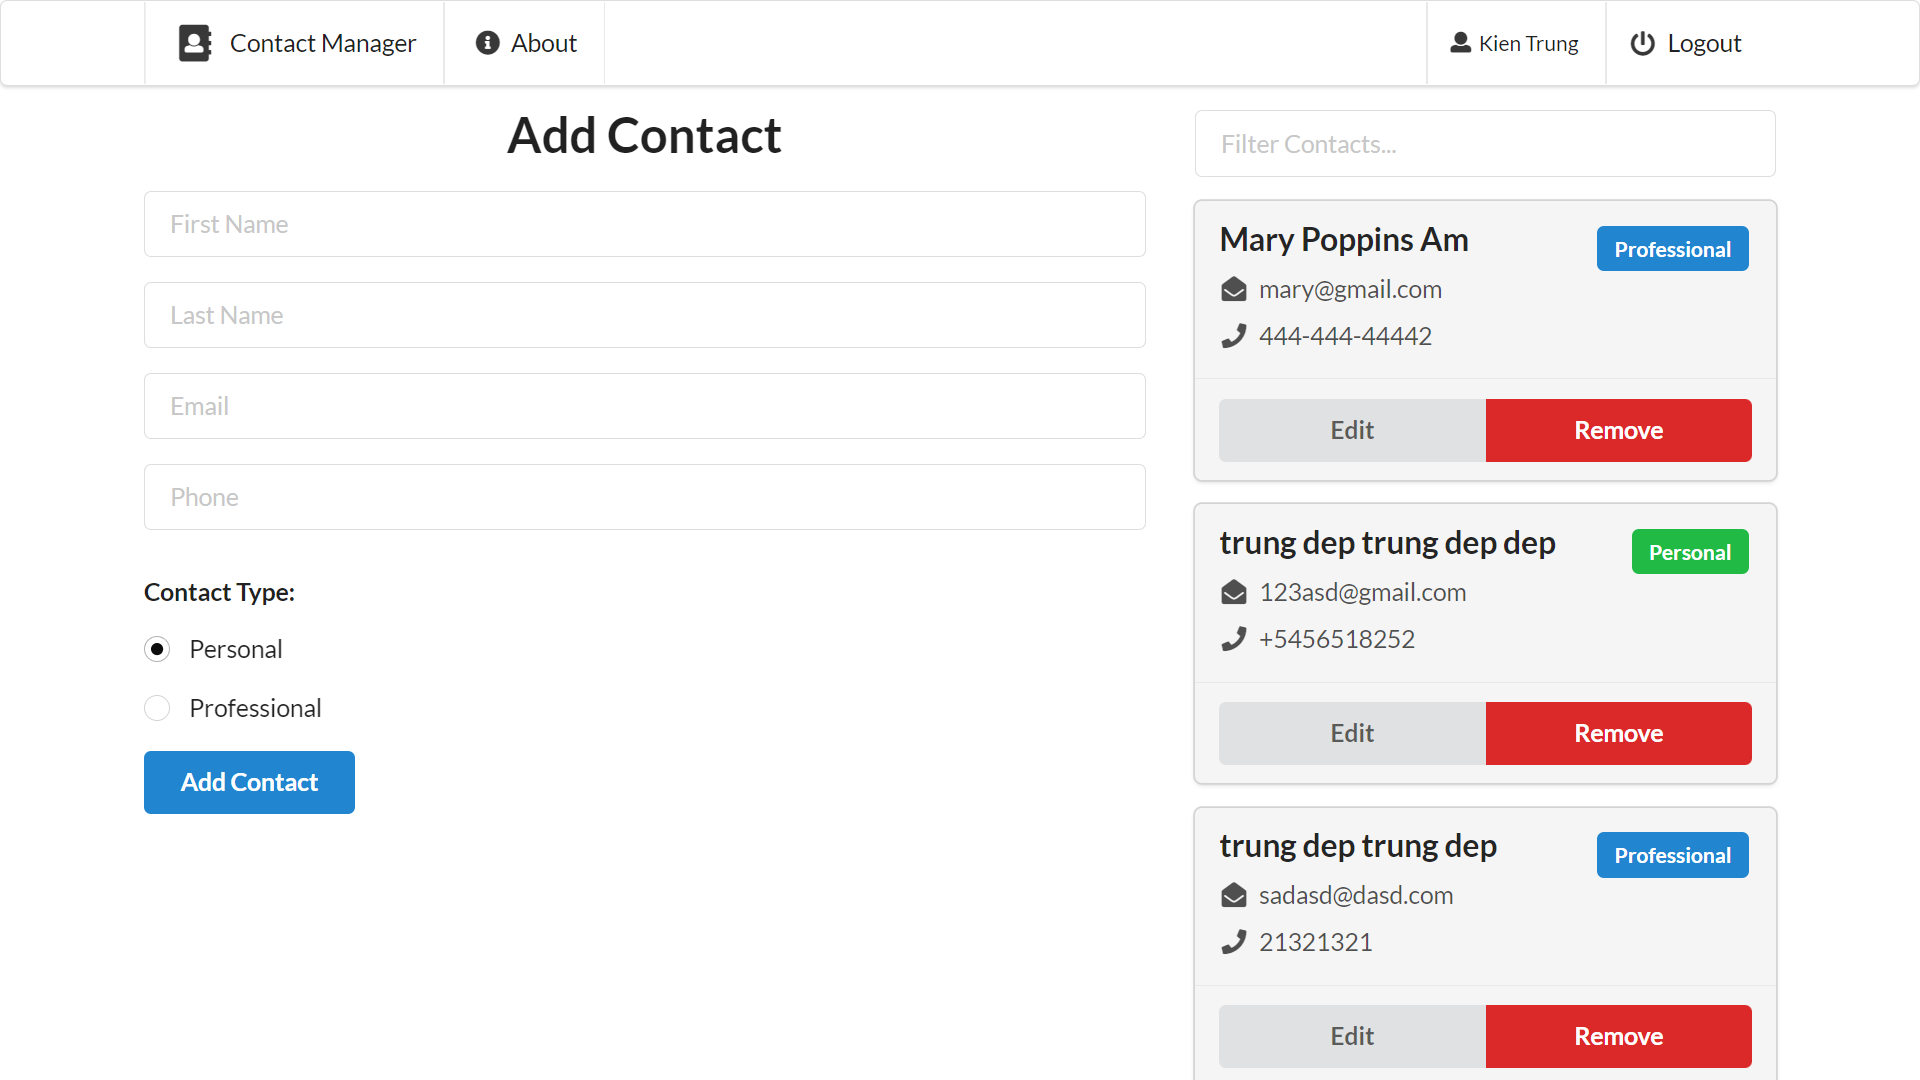 Contact Manager
About
Kien Trung
Logout
Add Contact
First Name
Last Name
Email
Phone
Contact Type:
Personal
Professional
Add Contact
Filter Contacts...
Mary Poppins Am
Professional
mary@gmail.com
444-444-44442
Edit
Remove
trung dep trung dep dep
Personal
123asd@gmail.com
+5456518252
Edit
Remove
trung dep trung dep
Professional
sadasd@dasd.com
21321321
Edit
Remove